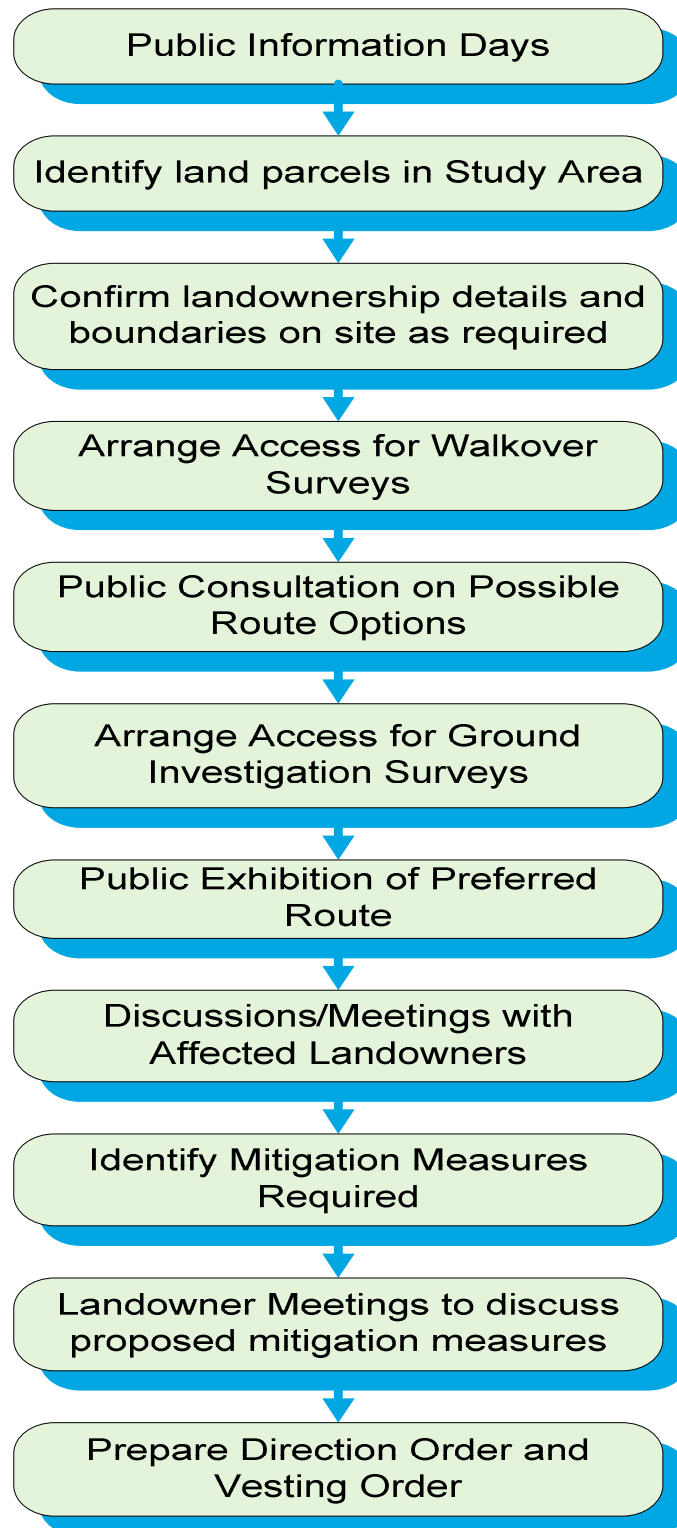 Public Information Days
Identify land parcels in Study Area
Confirm landownership details and
boundaries on site as required
Arrange Access for Walkover
Surveys
Public Consultation on Possible
Route Options
Arrange Access for Ground
Investigation Surveys
Public Exhibition of Preferred
Route
Discussions/Meetings with
Affected Landowners
Identify Mitigation Measures
Required
Landowner Meetings to discuss
proposed mitigation measures
Prepare Direction Order and
Vesting Order